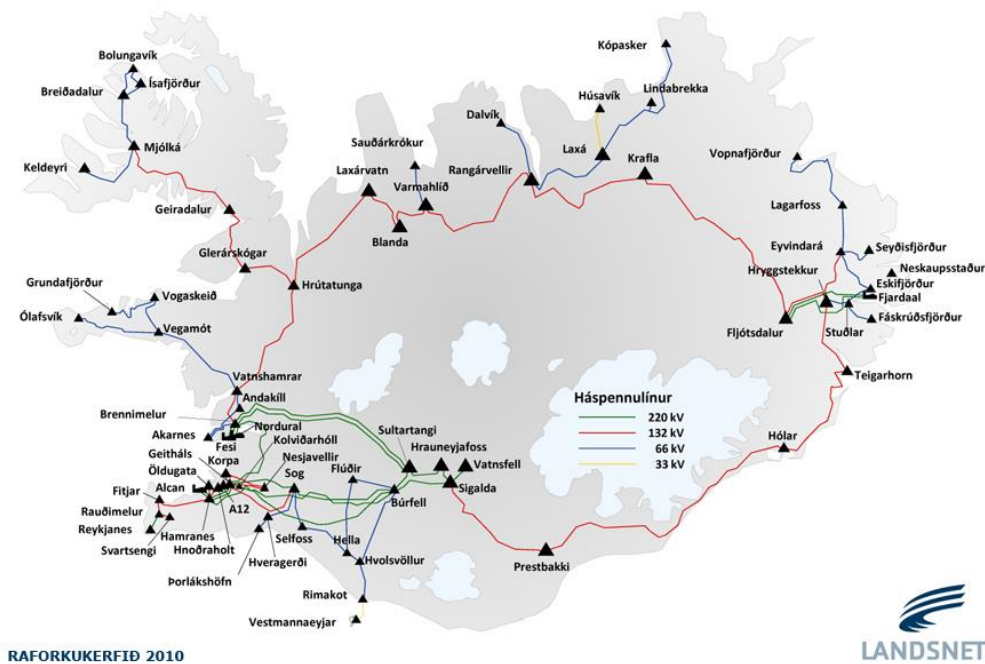 Bolungavík
Ísafjörður
Breiðadalur
Mjólká
Keldeyri
Geiradalur
Glerárskógar
Hrútatunga
Grundafjörður
Vogaskeið
Ólafsvík
Vegamót
Vatnshamrar
Andakíll
Brennimelur
Akarnes
Fesi
Nordural
Kolviðarhóll
Geitháls
Korpa
Nesjavellir
Öldugata
Sog
Alcan
Fitjar
A12
Rauðimelur
Reykjanes
Svartsengi
Hamranes
Hnoðraholt
Þorlákshöfn
Hveragerði
Selfoss
Flúðir
Hella
Hvolsvöllur
Rimakot
Vestmannaeyjar
Búrfell
Sultartangi
Hrauneyjafoss
Vatnsfell
Sigalda
Prestbakki
Laxárvatn
Sauðárkrókur
Varmahlíð
Blanda
Dalvík
Rangárvellir
Kópasker
Húsavík
Lindabrekka
Laxá
Krafla
Vopnafjörður
Lagarfoss
Eyvindará
Seyðisfjörður
Hryggstekkur
Neskaupsstaður
Eskifjörður
Fjardaal
Fljótsdalur
Stuðlar
Fáskrúðsfjörður
Teigarhorn
Hólar
Háspennulínur
220 kV
132 kV
66 kV
33 kV
RAFORKUKERFIÐ 2010
LANDSNET